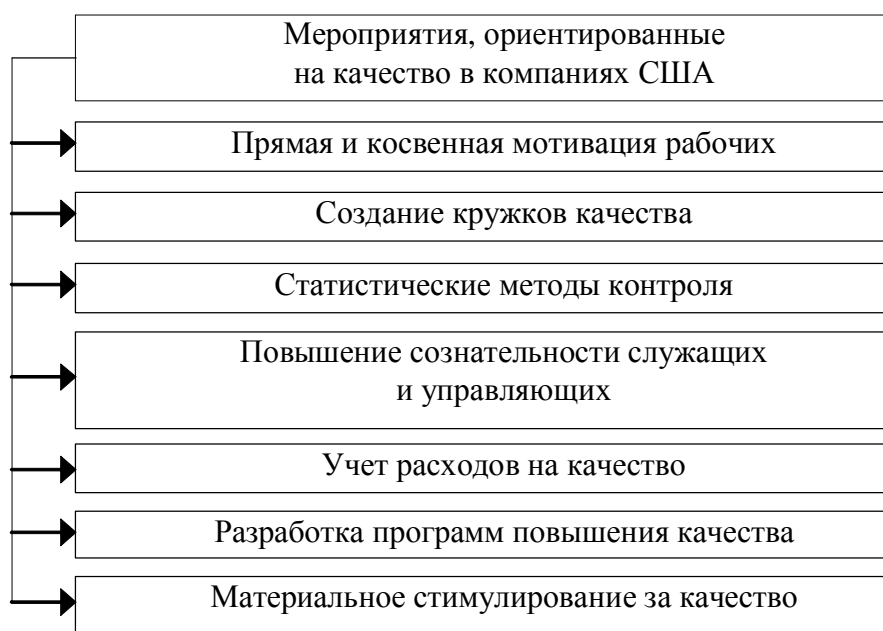 Мероприятия, ориентированные
на качество в компаниях США
Прямая и косвенная мотивация рабочих
Создание кружков качества
Статистические методы контроля
Повышение сознательности служащих
и управляющих
Учет расходов на качество
Разработка программ повышения качества
Материальное стимулирование за качество